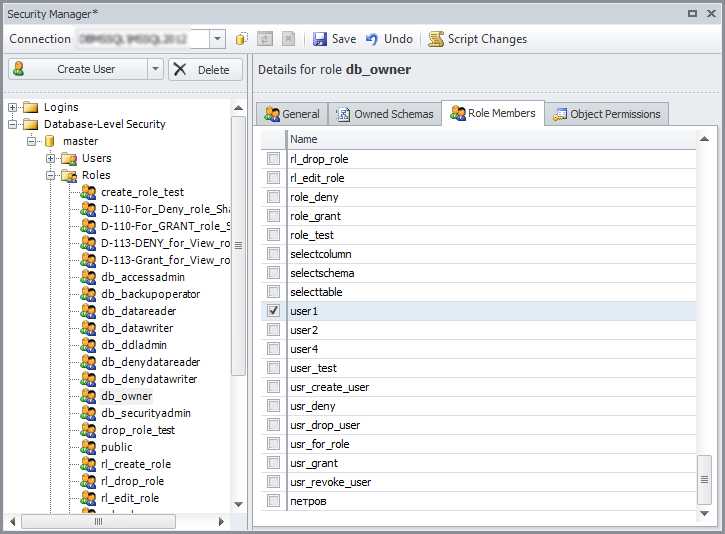 Security Manager*
Connection
Save Undo Script Changes
Create User Delete
Logins
Database-Level Security
master
Users
Roles
create_role_test
D-110-For_Deny_role_Sha
D-110-For_GRANT_role_S
D-113-DENY_for_View_ro
D-113-Grant_for_View_ro
db_accessadmin
db_backupoperator
db_datareader
db_datawriter
db_ddladmin
db_denydatareader
db_denydatawriter
db_owner
db_securityadmin
drop_role_test
public
rl_create_role
rl_drop_role
rl_edit_role
Details for role db_owner
General Owned Schemas Role Members Object Permissions
Name
rl_drop_role
rl_edit_role
role_deny
role_grant
role_test
selectcolumn
selectschema
selecttable
user1
user2
user4
user_test
usr_create_user
usr_deny
usr_drop_user
usr_for_role
usr_grant
usr_revoke_user
петров